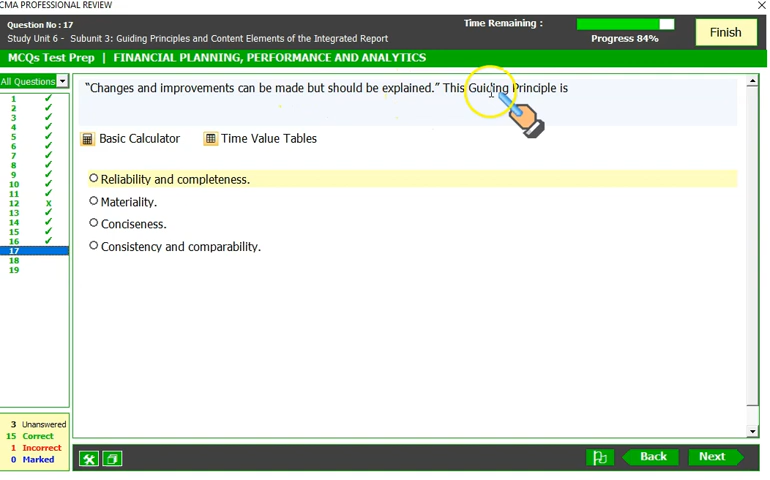 CMA PROFESSIONAL REVIEW X
Question No : 17 Time Remaining :
Study Unit 6 - Subunit 3: Guiding Principles and Content Elements of the Integrated Report Progress 84% Finish
MCQs Test Prep | FINANCIAL PLANNING, PERFORMANCE AND ANALYTICS
All Questions
“Changes and improvements can be made but should be explained.” This Guiding Principle is
Basic Calculator Time Value Tables
Reliability and completeness.
Materiality.
Conciseness.
Consistency and comparability.
1 ✓
2 ✓
3 ✓
4 ✓
5 ✓
6 ✓
7 ✓
8 ✓
9 ✓
10 ✓
11 ✓
12 X
13 ✓
14 ✓
15 ✓
16 ✓
17
18
19
3 Unanswered
15 Correct
1 Incorrect
0 Marked
Back Next